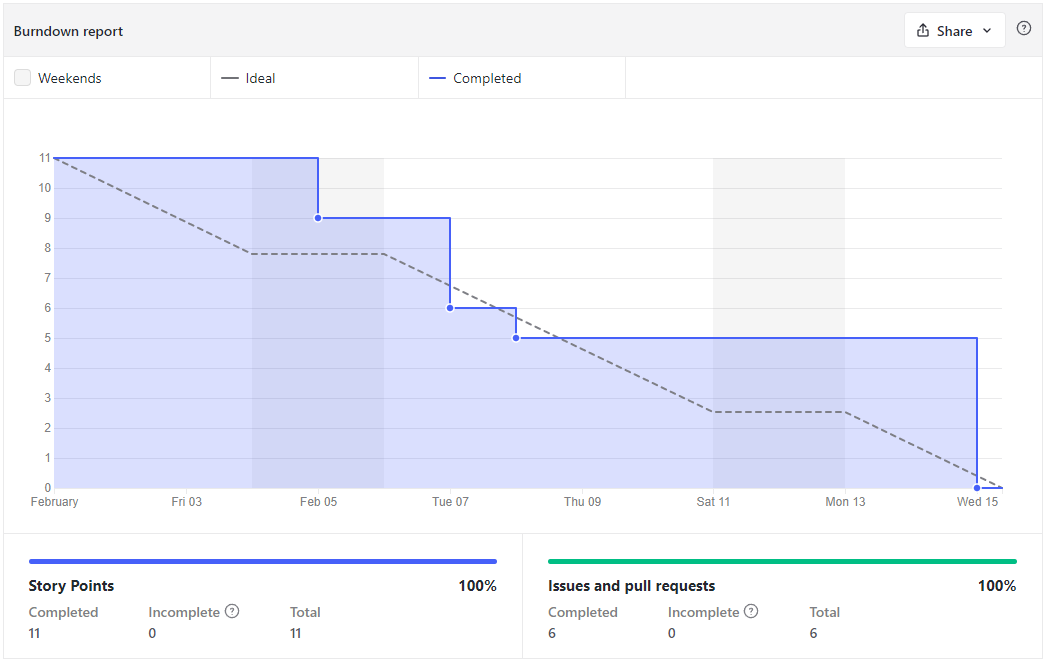 Burndown report
Share
Weekends
Ideal
Completed
11
10
9
8
7
6
5
4
3
2
1
0
February Fri 03 Feb 05 Tue 07 Thu 09 Sat 11 Mon 13 Wed 15
Story Points 100%
Completed Incomplete ? Total
11 0 11
Issues and pull requests 100%
Completed Incomplete ? Total
6 0 6